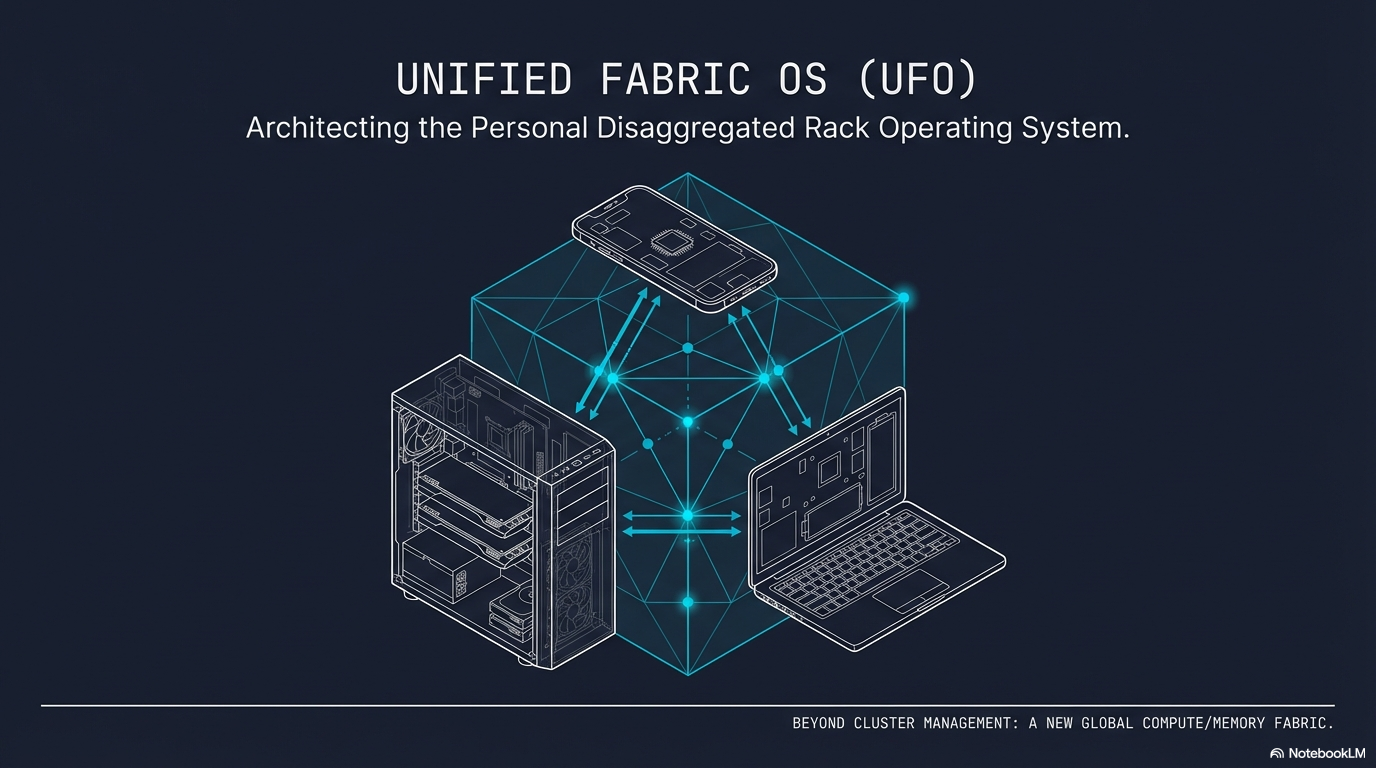 UNIFIED FABRIC OS (UFO)
Architecting the Personal Disaggregated Rack Operating System.
BEYOND CLUSTER MANAGEMENT: A NEW GLOBAL COMPUTE/MEMORY FABRIC.
NotebookLM